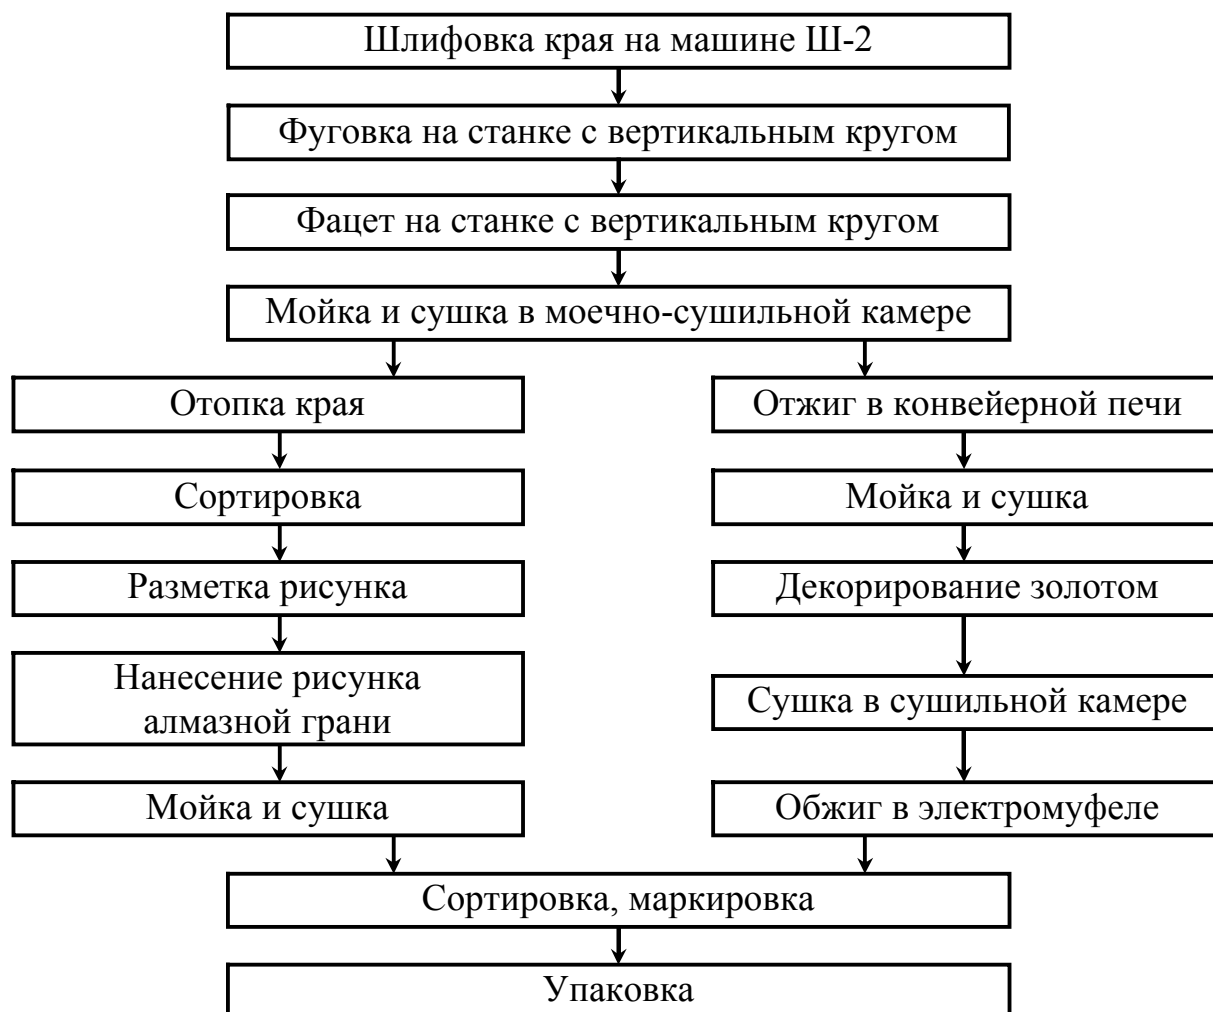 Шлифовка края на машине Ш-2
Фуговка на станке с вертикальным кругом
Фацет на станке с вертикальным кругом
Мойка и сушка в моечно-сушильной камере
Отопка края
Сортировка
Разметка рисунка
Нанесение рисунка
алмазной грани
Мойка и сушка
Отжиг в конвейерной печи
Мойка и сушка
Декорирование золотом
Сушка в сушильной камере
Обжиг в электромуфеле
Сортировка, маркировка
Упаковка